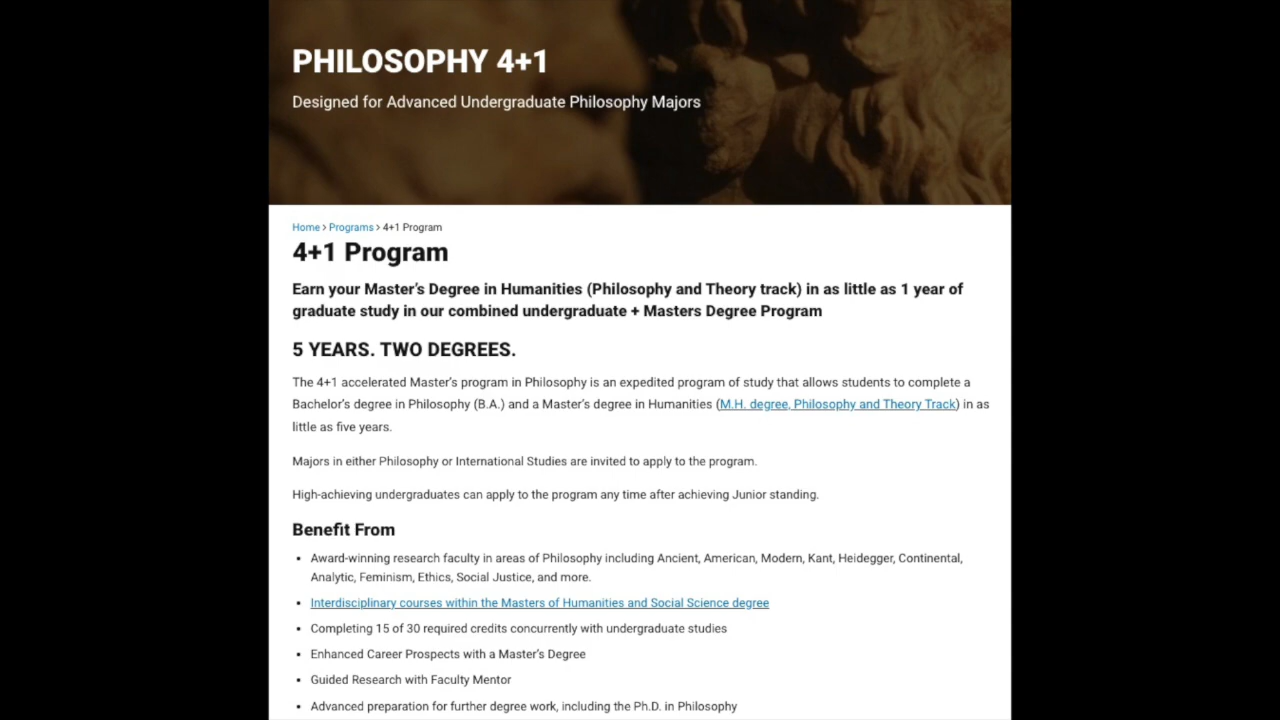 PHILOSOPHY 4+1
Designed for Advanced Undergraduate Philosophy Majors
Home > Programs > 4+1 Program
4+1 Program
Earn your Master's Degree in Humanities (Philosophy and Theory track) in as little as 1 year of
graduate study in our combined undergraduate + Masters Degree Program
5 YEARS. TWO DEGREES.
The 4+1 accelerated Master's program in Philosophy is an expedited program of study that allows students to complete a
Bachelor's degree in Philosophy (B.A.) and a Master's degree in Humanities (M.H. degree, Philosophy and Theory Track) in as
little as five years.
Majors in either Philosophy or International Studies are invited to apply to the program.
High-achieving undergraduates can apply to the program any time after achieving Junior standing.
Benefit From
• Award-winning research faculty in areas of Philosophy including Ancient, American, Modern, Kant, Heidegger, Continental,
Analytic, Feminism, Ethics, Social Justice, and more.
• Interdisciplinary courses within the Masters of Humanities and Social Science degree
• Completing 15 of 30 required credits concurrently with undergraduate studies
• Enhanced Career Prospects with a Master's Degree
• Guided Research with Faculty Mentor
• Advanced preparation for further degree work, including the Ph.D. in Philosophy